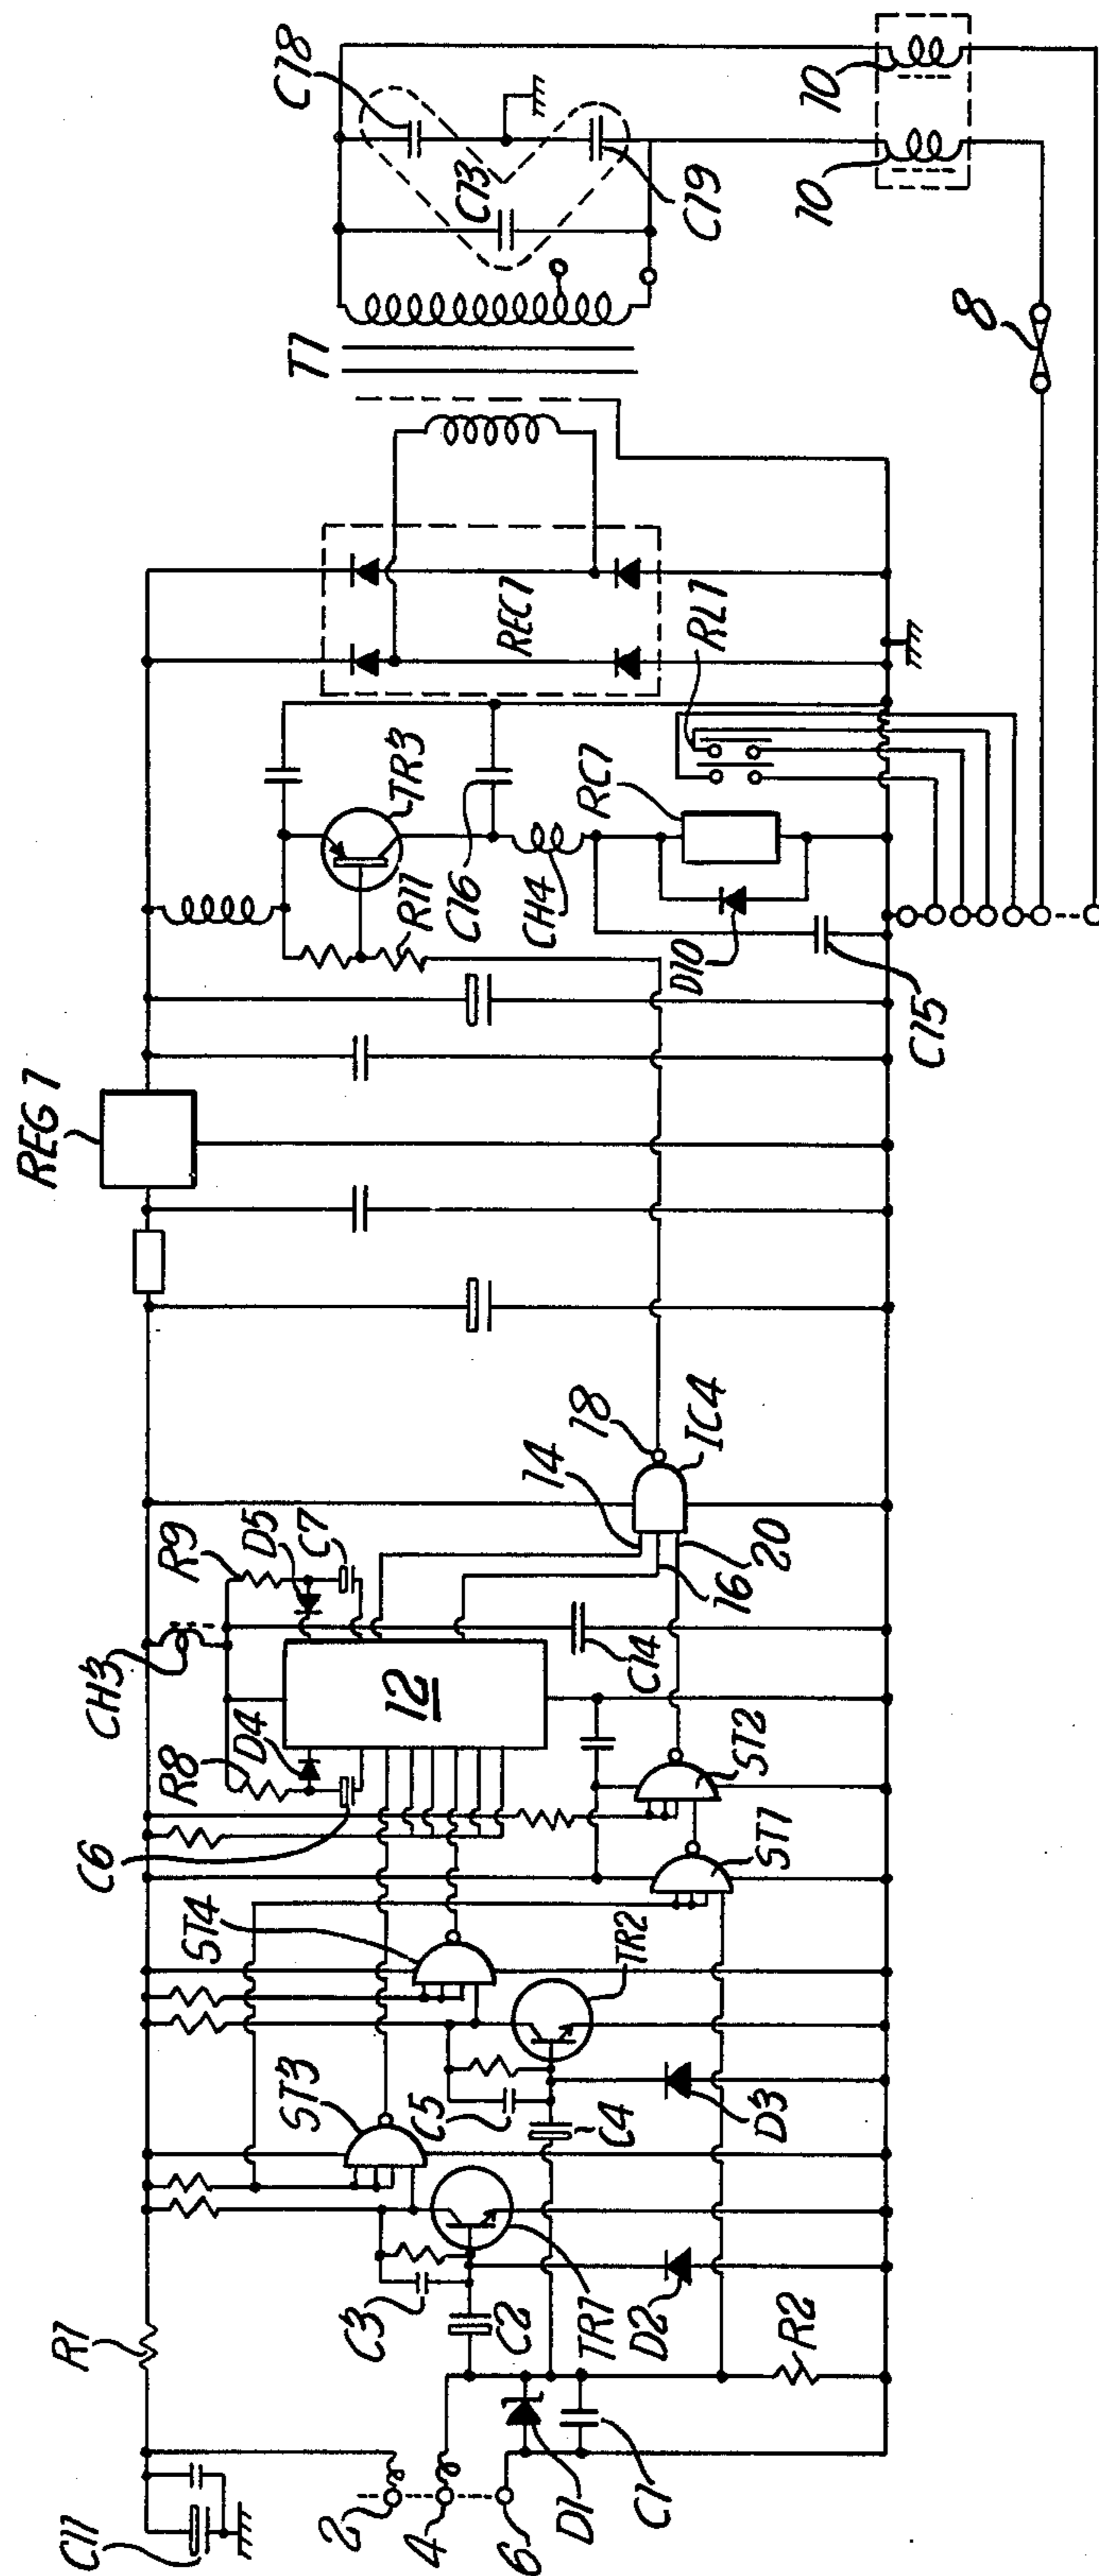 C11
R1
2
4
6
D1
C1
C3
C2
TR1
D2
R2
ST3
C5
C4
D3
TR2
ST4
ST1
ST2
C6
R8
D4
CH3
R9
D5
C7
12
C14
14
16
20
18
IC4
REG1
R11
TR3
C16
CH4
RC1
D10
C15
RL1
REC1
T1
C13
C18
C19
10
10
8